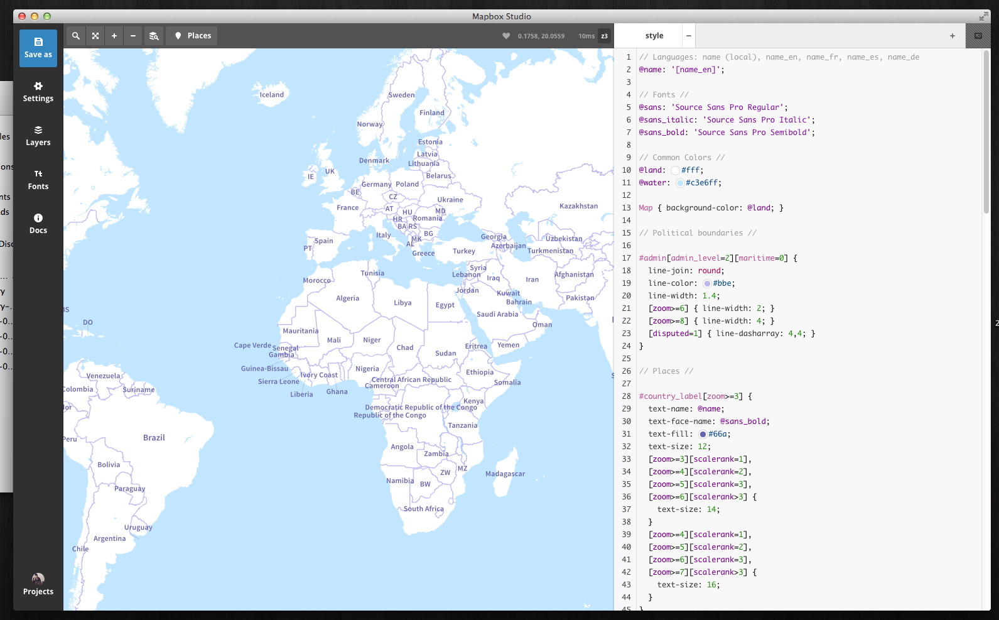 Mapbox Studio
Save as
Settings
Layers
Fonts
Docs
Projects
Places
0.1758, 20.0559
10ms
z3
style
Iceland
Sweden
Finland
Norway
Estonia
Latvia
Denmark
Lithuania
UK
IE
Belarus
Germany
Poland
BE
CZ
Ukraine
France
AT
Kazakhstan
HU
MD
HR
Romania
BA
RS
Italy
BG
Georgia
Uzbekistan
Spain
MK
AL
Azerbaijan
PT
Greece
Turkey
Turkmenistan
Syria
Tunisia
Lebanon
Iraq
Iran
Afghanistan
Morocco
Jordan
Kuwait
Algeria
Libya
Egypt
Bahrain
Pakistan
BS
Saudi Arabia
DO
Oman
Mauritania
Mali
Niger
Chad
Cape Verde
Senegal
Eritrea
Yemen
Gambia
Sudan
Guinea-Bissau
Nigeria
Ethiopia
Venezuela
Ivory Coast
Central African Republic
Sierra Leone
Somalia
Colombia
Suriname
Cameroon
Liberia
Ghana
Kenya
Democratic Republic of the Congo
Republic of the Congo
Tanzania
Peru
Brazil
Angola
Zambia
Bolivia
ZW
MZ
Madagascar
Namibia
BW
Paraguay
South Africa
Uruguay
Argentina
Chile
1 // Languages: name (local), name_en, name_fr, name_es, name_de
2 @name: '[name_en]';
3
4 // Fonts //
5 @sans: 'Source Sans Pro Regular';
6 @sans_italic: 'Source Sans Pro Italic';
7 @sans_bold: 'Source Sans Pro Semibold';
8
9 // Common Colors //
10 @land: #fff;
11 @water: #c3e6ff;
12
13 Map { background-color: @land; }
14
15 // Political boundaries //
16
17 #admin[admin_level=2][maritime=0] {
18 line-join: round;
19 line-color: #bbe;
20 line-width: 1.4;
21 [zoom>=6] { line-width: 2; }
22 [zoom>=8] { line-width: 4; }
23 [disputed=1] { line-dasharray: 4,4; }
24 }
25
26 // Places //
27
28 #country_label[zoom>=3] {
29 text-name: @name;
30 text-face-name: @sans_bold;
31 text-fill: #66a;
32 text-size: 12;
33 [zoom>=3][scalerank=1],
34 [zoom>=4][scalerank=2],
35 [zoom>=5][scalerank=3],
36 [zoom>=6][scalerank>3] {
37 text-size: 14;
38 }
39 [zoom>=4][scalerank=1],
40 [zoom>=5][scalerank=2],
41 [zoom>=6][scalerank=3],
42 [zoom>=7][scalerank>3] {
43 text-size: 16;
44 }
45 }